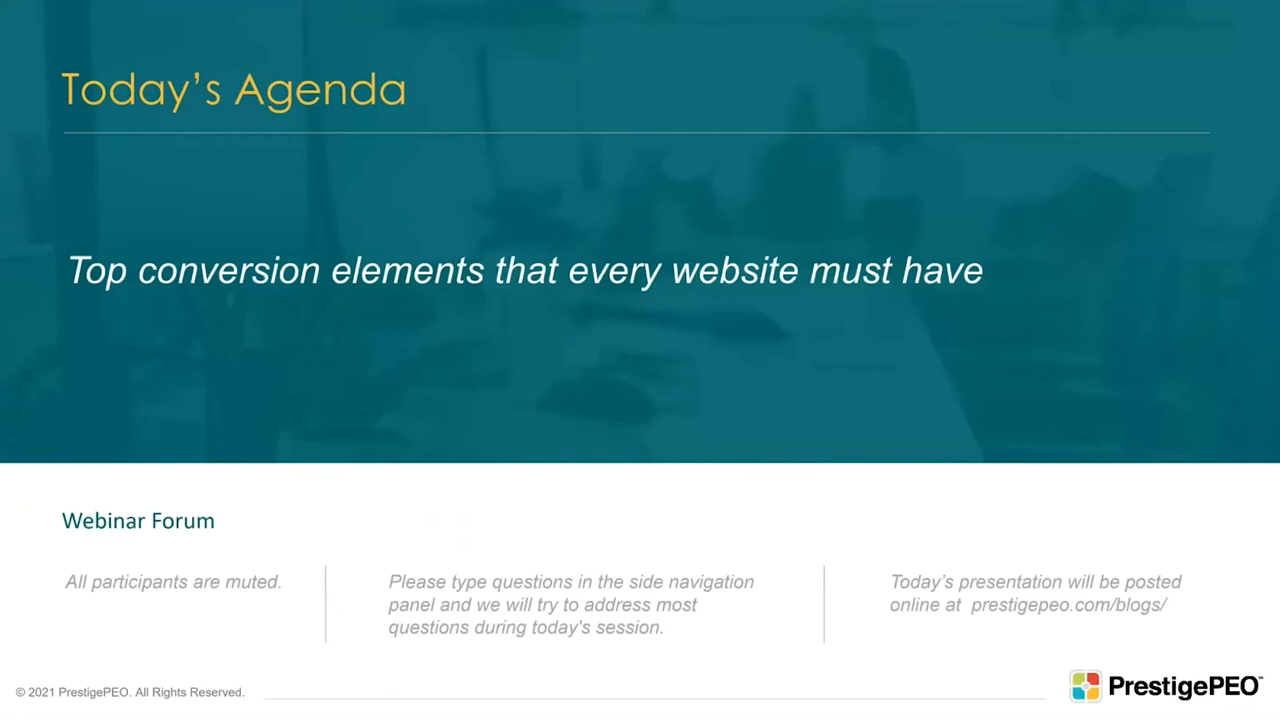 Today’s Agenda
Top conversion elements that every website must have
Webinar Forum
All participants are muted.
Please type questions in the side navigation
panel and we will try to address most
questions during today's session.
Today’s presentation will be posted
online at prestigepeo.com/blogs/
© 2021 PrestigePEO. All Rights Reserved.
PrestigePEO™